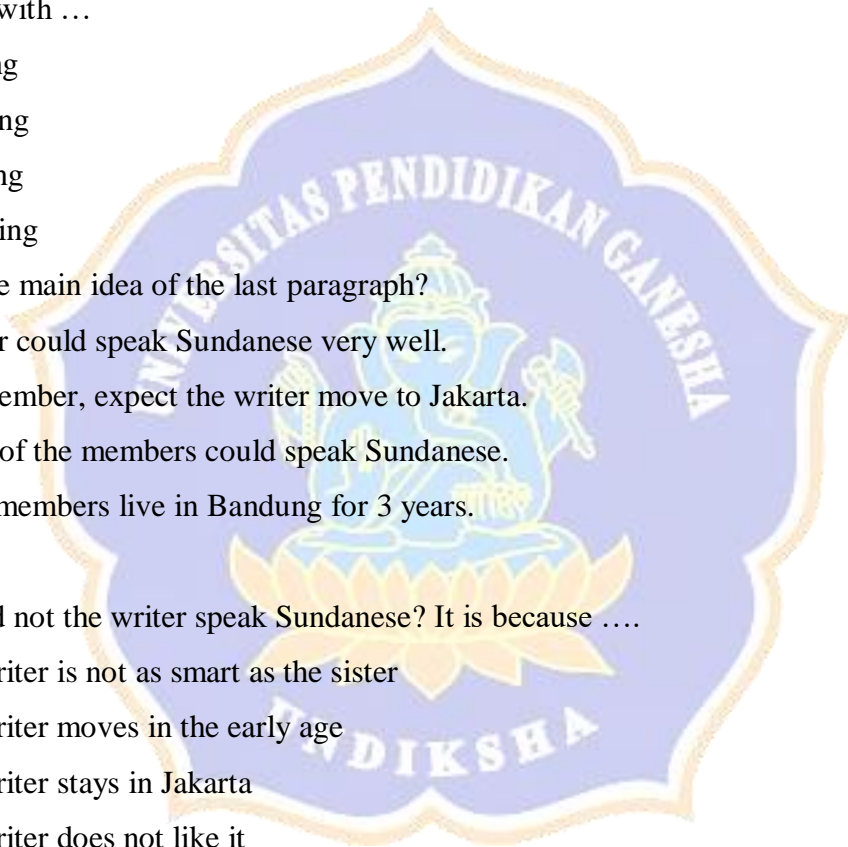 with …
ng
ng
ng
ing
e main idea of the last paragraph?
r could speak Sundanese very well.
ember, expect the writer move to Jakarta.
of the members could speak Sundanese.
members live in Bandung for 3 years.
d not the writer speak Sundanese? It is because ….
riter is not as smart as the sister
riter moves in the early age
riter stays in Jakarta
riter does not like it
UNIVERSITAS PENDIDIKAN GANESHA
UNDIKSHA